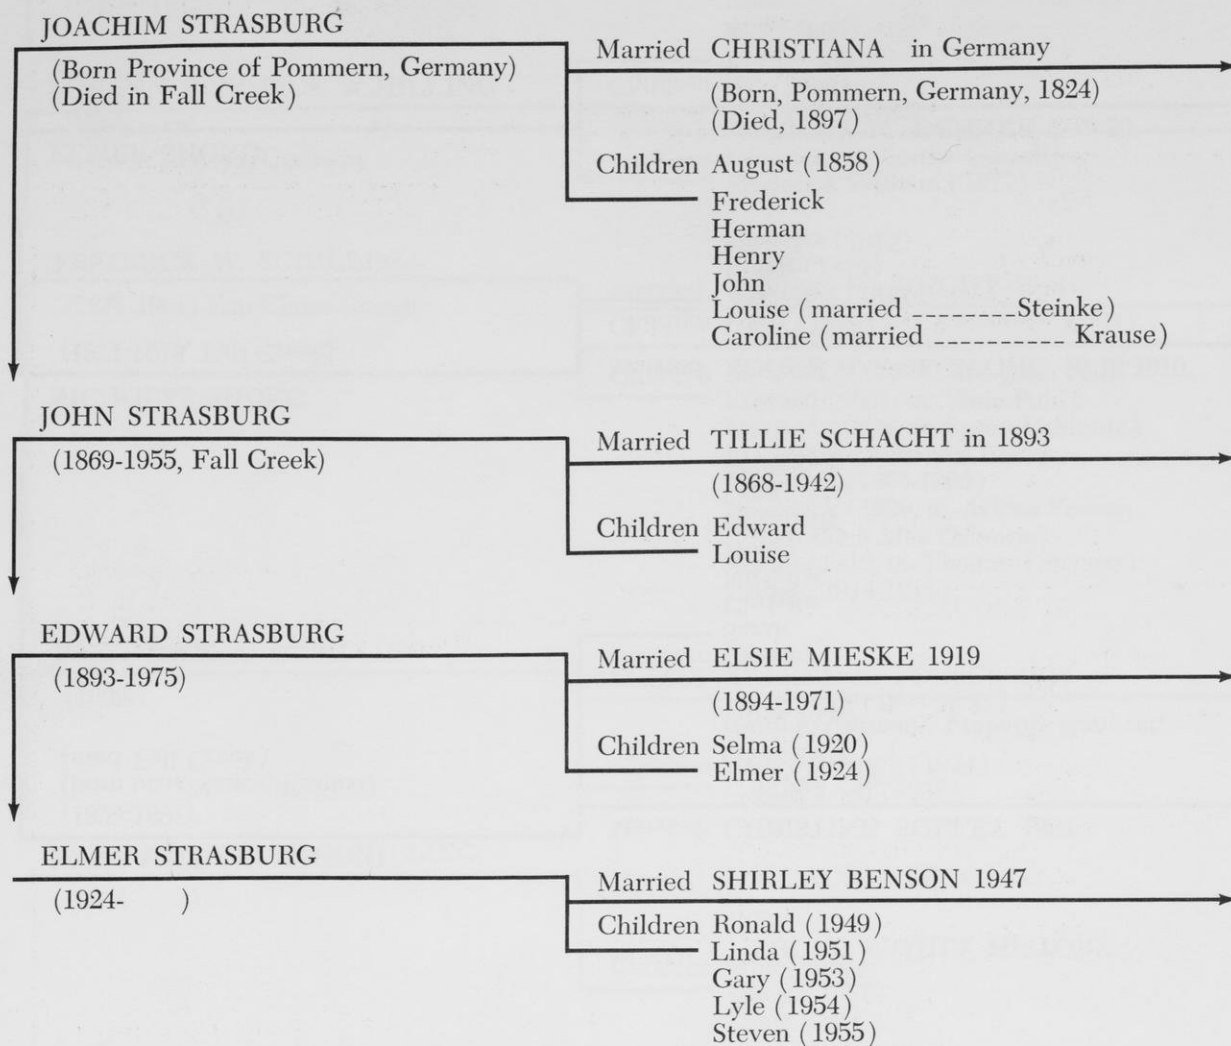 JOACHIM STRASBURG
(Born Province of Pommern, Germany)
(Died in Fall Creek)
Married CHRISTIANA in Germany
(Born, Pommern, Germany, 1824)
(Died, 1897)
Children August (1858)
Frederick
Herman
Henry
John
Louise (married ________Steinke)
Caroline (married __________ Krause)
JOHN STRASBURG
(1869-1955, Fall Creek)
Married TILLIE SCHACHT in 1893
(1868-1942)
Children Edward
Louise
EDWARD STRASBURG
(1893-1975)
Married ELSIE MIESKE 1919
(1894-1971)
Children Selma (1920)
Elmer (1924)
ELMER STRASBURG
(1924- )
Married SHIRLEY BENSON 1947
Children Ronald (1949)
Linda (1951)
Gary (1953)
Lyle (1954)
Steven (1955)